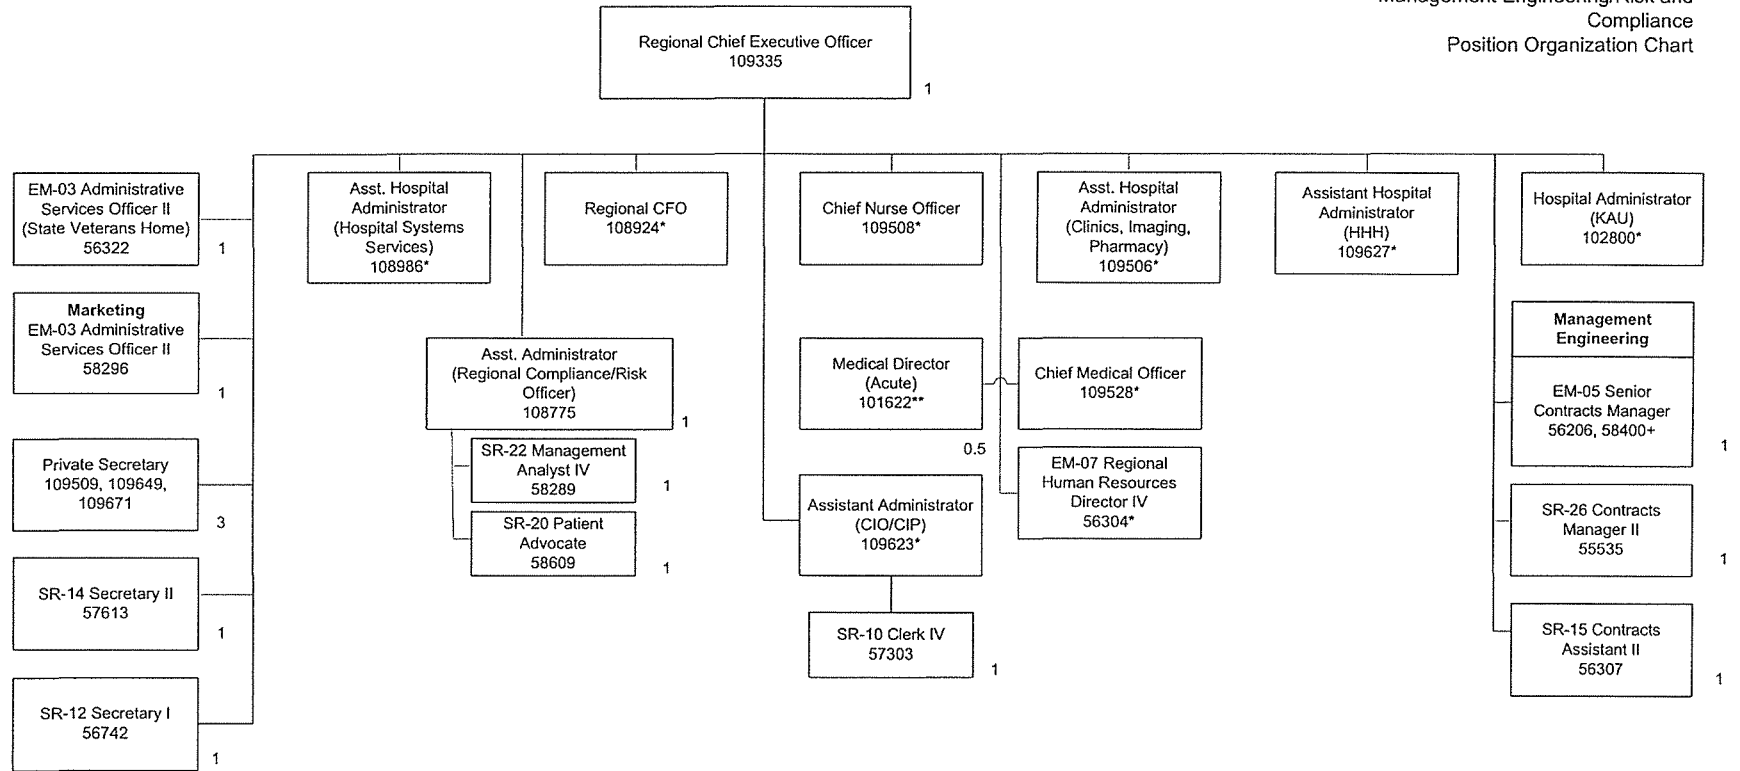 Management Engineering/Risk and
Compliance
Position Organization Chart
Regional Chief Executive Officer
109335
1
EM-03 Administrative
Services Officer II
(State Veterans Home)
56322
1
Asst. Hospital
Administrator
(Hospital Systems
Services)
108986*
Regional CFO
108924*
Chief Nurse Officer
109508*
Asst. Hospital
Administrator
(Clinics, Imaging,
Pharmacy)
109506*
Assistant Hospital
Administrator
(HHH)
109627*
Hospital Administrator
(KAU)
102800*
Marketing
EM-03 Administrative
Services Officer II
58296
1
Asst. Administrator
(Regional Compliance/Risk
Officer)
108775
1
Medical Director
(Acute)
101622**
0.5
Chief Medical Officer
109528*
Management
Engineering
EM-05 Senior
Contracts Manager
56206, 58400+
1
Private Secretary
109509, 109649,
109671
3
SR-22 Management
Analyst IV
58289
1
SR-20 Patient
Advocate
58609
1
Assistant Administrator
(CIO/CIP)
109623*
EM-07 Regional
Human Resources
Director IV
56304*
SR-26 Contracts
Manager II
55535
1
SR-14 Secretary II
57613
1
SR-10 Clerk IV
57303
1
SR-15 Contracts
Assistant II
56307
1
SR-12 Secretary I
56742
1